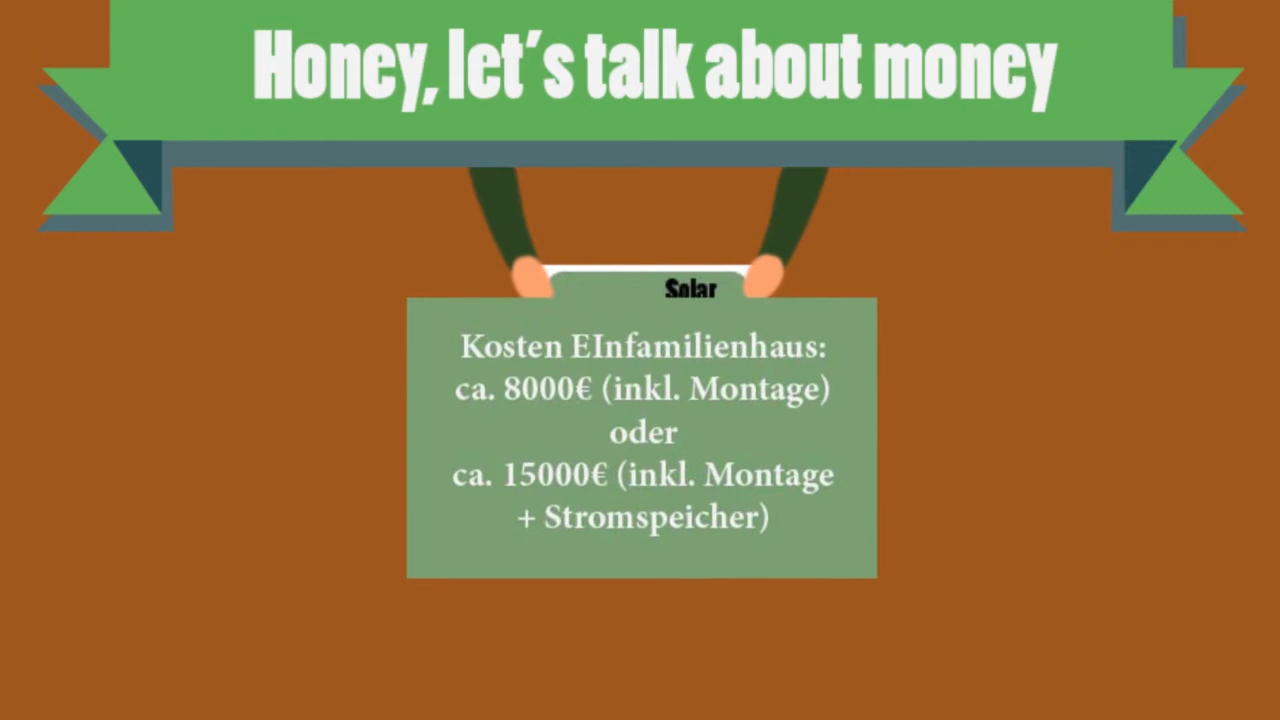 Honey, let's talk about money
Solar
Kosten EInfamilienhaus:
ca. 8000€ (inkl. Montage)
oder
ca. 15000€ (inkl. Montage
+ Stromspeicher)